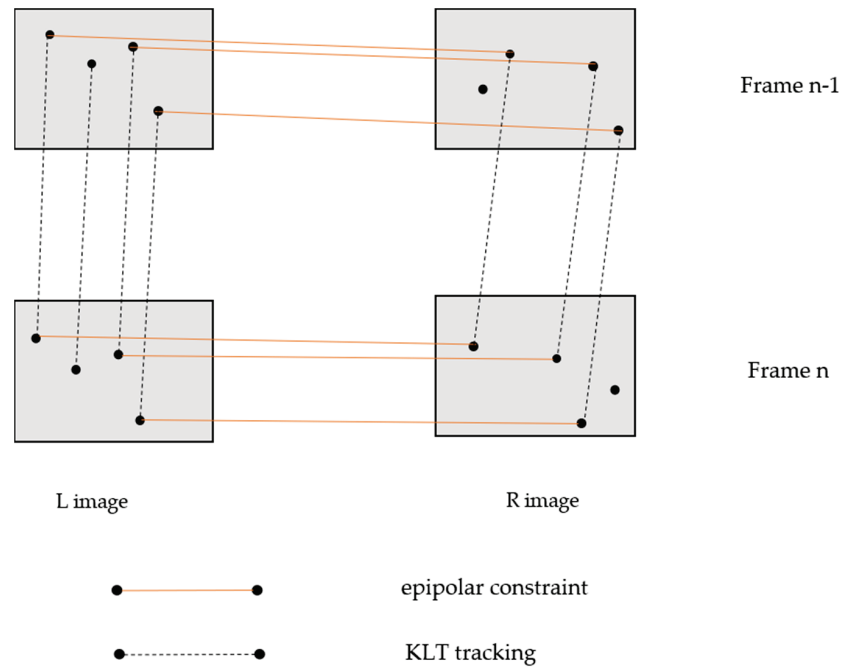 Frame n-1
Frame n
L image
R image
epipolar constraint
KLT tracking